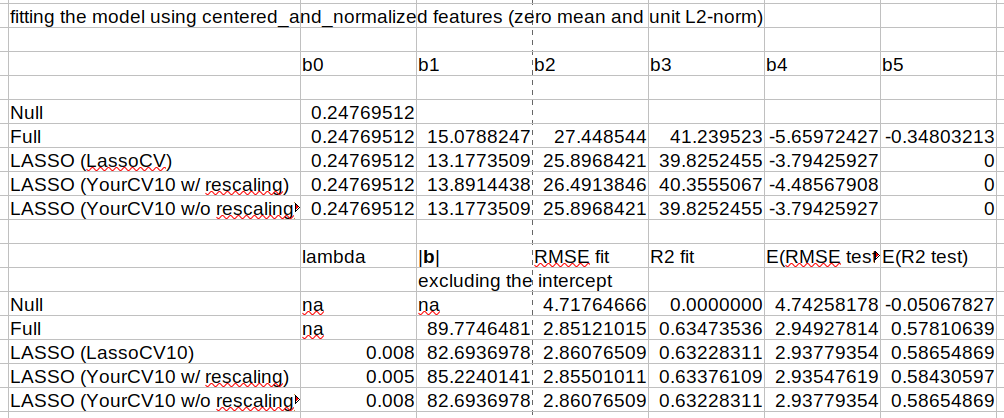 fitting the model using centered_and_normalized features (zero mean and unit L2-norm)
b0 b1 b2 b3 b4 b5
Null 0.24769512
Full 0.24769512 15.0788247 27.448544 41.239523 -5.65972427 -0.34803213
LASSO (LassoCV) 0.24769512 13.1773509 25.8968421 39.8252455 -3.79425927 0
LASSO (YourCV10 w/ rescaling) 0.24769512 13.8914438 26.4913846 40.3555067 -4.48567908 0
LASSO (YourCV10 w/o rescaling 0.24769512 13.1773509 25.8968421 39.8252455 -3.79425927 0
lambda |b| RMSE fit R2 fit E(RMSE test E(R2 test)
excluding the intercept
Null na na 4.71764666 0.0000000 4.74258178 -0.05067827
Full na 89.7746481 2.85121015 0.63473536 2.94927814 0.57810639
LASSO (LassoCV10) 0.008 82.6936978 2.86076509 0.63228311 2.93779354 0.58654869
LASSO (YourCV10 w/ rescaling) 0.005 85.2240141 2.85501011 0.63376109 2.93547619 0.58430597
LASSO (YourCV10 w/o rescaling 0.008 82.6936978 2.86076509 0.63228311 2.93779354 0.58654869